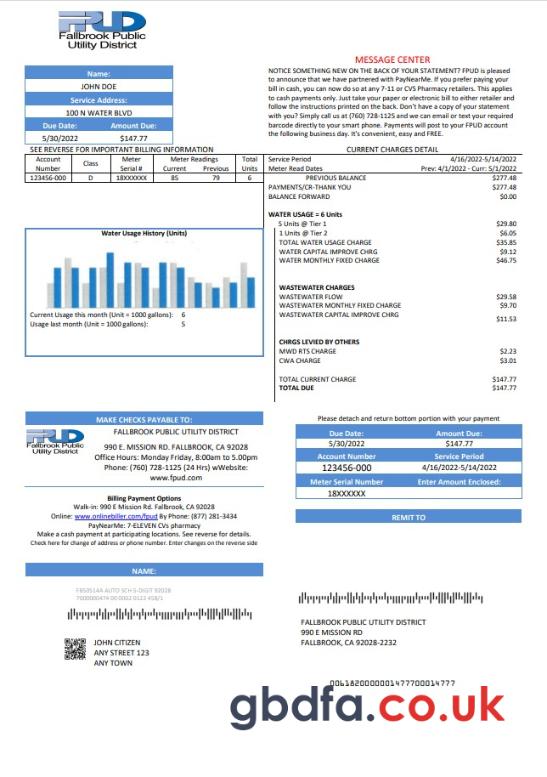 FPUD
Fallbrook Public
Utility District
MESSAGE CENTER
NOTICE SOMETHING NEW ON THE BACK OF YOUR STATEMENT? FPUD is pleased
to announce that we have partnered with PayNearMe. If you prefer paying your
bill in cash, you can now do so at any 7-11 or CVS Pharmacy retailers. This applies
to cash payments only. Just take your paper or electronic bill to either retailer and
follow the instructions printed on the back. Don't have a copy of your statement
with you? Simply call us at (760) 728-1125 and we can email or text your required
barcode directly to your smart phone. Payments will post to your FPUD account
the following business day. It's convenient, easy and FREE.
Name:
JOHN DOE
Service Address:
100 N WATER BLVD
Due Date: Amount Due:
5/30/2022 $147.77
SEE REVERSE FOR IMPORTANT BILLING INFORMATION
Account Number Class Meter Serial # Meter Readings Current Previous Total Units
123456-000 D 18XXXXXX 85 79 6
CURRENT CHARGES DETAIL
Service Period 4/16/2022-5/14/2022
Meter Read Dates Prev: 4/1/2022 - Curr: 5/1/2022
PREVIOUS BALANCE $277.48
PAYMENTS/CR-THANK YOU $277.48
BALANCE FORWARD $0.00
WATER USAGE = 6 Units
5 Units @ Tier 1 $29.80
1 Units @ Tier 2 $6.05
TOTAL WATER USAGE CHARGE $35.85
WATER CAPITAL IMPROVE CHRG $9.12
WATER MONTHLY FIXED CHARGE $46.75
WASTEWATER CHARGES
WASTEWATER FLOW $29.58
WASTEWATER MONTHLY FIXED CHARGE $9.70
WASTEWATER CAPITAL IMPROVE CHRG $11.53
CHRGS LEVIED BY OTHERS
MWD RTS CHARGE $2.23
CWA CHARGE $3.01
TOTAL CURRENT CHARGE $147.77
TOTAL DUE $147.77
Water Usage History (Units)
Current Usage this month (Unit = 1000 gallons): 6
Usage last month (Unit = 1000 gallons): 5
MAKE CHECKS PAYABLE TO:
FPUD
Fallbrook Public
Utility District
FALLBROOK PUBLIC UTILITY DISTRICT
990 E. MISSION RD. FALLBROOK, CA 92028
Office Hours: Monday Friday, 8:00am to 5.00pm
Phone: (760) 728-1125 (24 Hrs) wWebsite:
www.fpud.com
Billing Payment Options
Walk-in: 990 E Mission Rd. Fallbrook, CA 92028
Online: www.onlinebiller.com/fpud By Phone: (877) 281-3434
PayNearMe: 7-ELEVEN CVs pharmacy
Make a cash payment at participating locations. See reverse for details.
Check here for change of address or phone number. Enter changes on the reverse side
Please detach and return bottom portion with your payment
Due Date: Amount Due:
5/30/2022 $147.77
Account Number Service Period
123456-000 4/16/2022-5/14/2022
Meter Serial Number Enter Amount Enclosed:
18XXXXXX
REMIT TO
NAME:
AUTO SCH 5-DIGIT 92028
JOHN CITIZEN
ANY STREET 123
ANY TOWN
FALLBROOK PUBLIC UTILITY DISTRICT
990 E MISSION RD
FALLBROOK, CA 92028-2232
gbdfa.co.uk